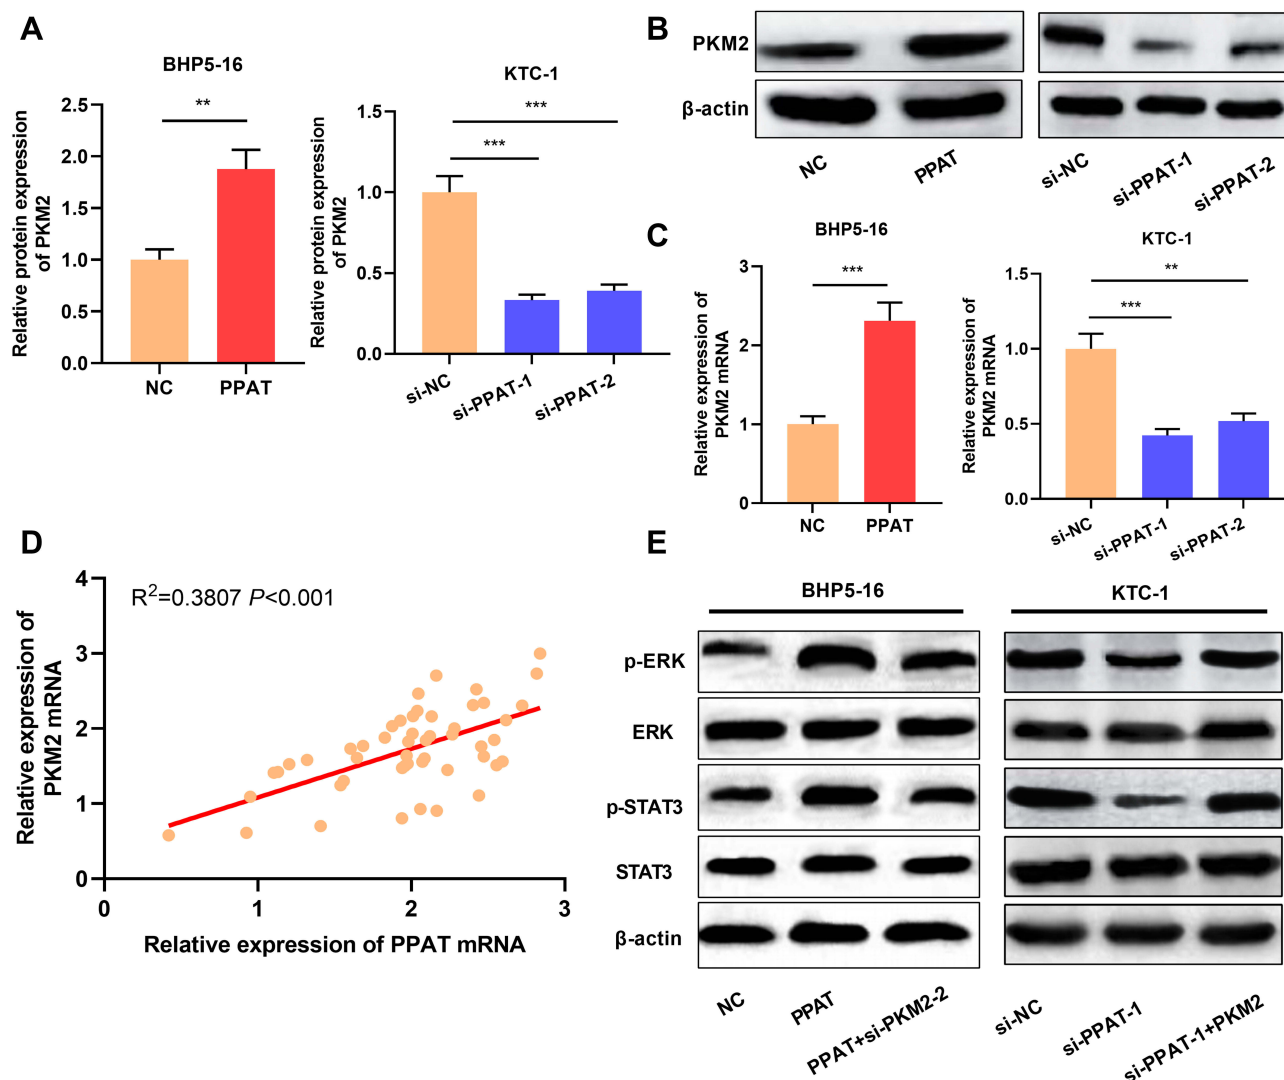 A
BHP5-16
Relative protein expression
of PKM2
2.5
2.0
1.5
1.0
0.5
0.0
**
NC
PPAT
KTC-1
Relative protein expression
of PKM2
1.5
1.0
0.5
0.0
***
***
si-NC
si-PPAT-1
si-PPAT-2
B
PKM2
β-actin
NC
PPAT
si-NC
si-PPAT-1
si-PPAT-2
C
BHP5-16
Relative expression of
PKM2 mRNA
3
2
1
0
***
NC
PPAT
KTC-1
Relative expression of
PKM2 mRNA
1.5
1.0
0.5
0.0
**
***
si-NC
si-PPAT-1
si-PPAT-2
D
R²=0.3807 P<0.001
Relative expression of
PKM2 mRNA
4
3
2
1
0
0
1
2
3
Relative expression of PPAT mRNA
E
BHP5-16
KTC-1
p-ERK
ERK
p-STAT3
STAT3
β-actin
NC
PPAT
PPAT+si-PKM2-2
si-NC
si-PPAT-1
si-PPAT-1+PKM2